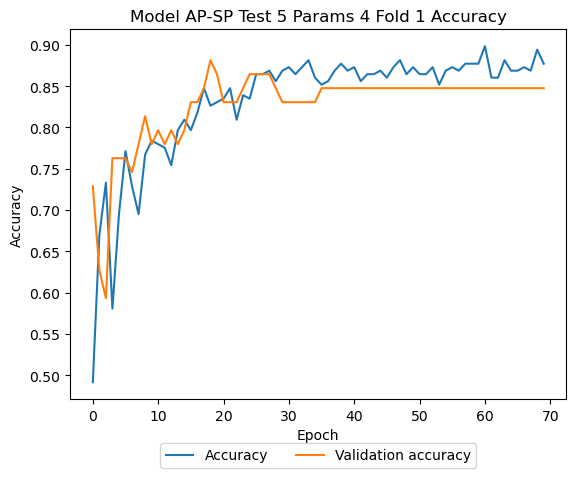 Model AP-SP Test 5 Params 4 Fold 1 Accuracy
0.90
0.85
0.80
0.75
0.70
0.65
0.60
0.55
0.50
Accuracy
0 10 20 30 40 50 60 70
Epoch
Accuracy Validation accuracy